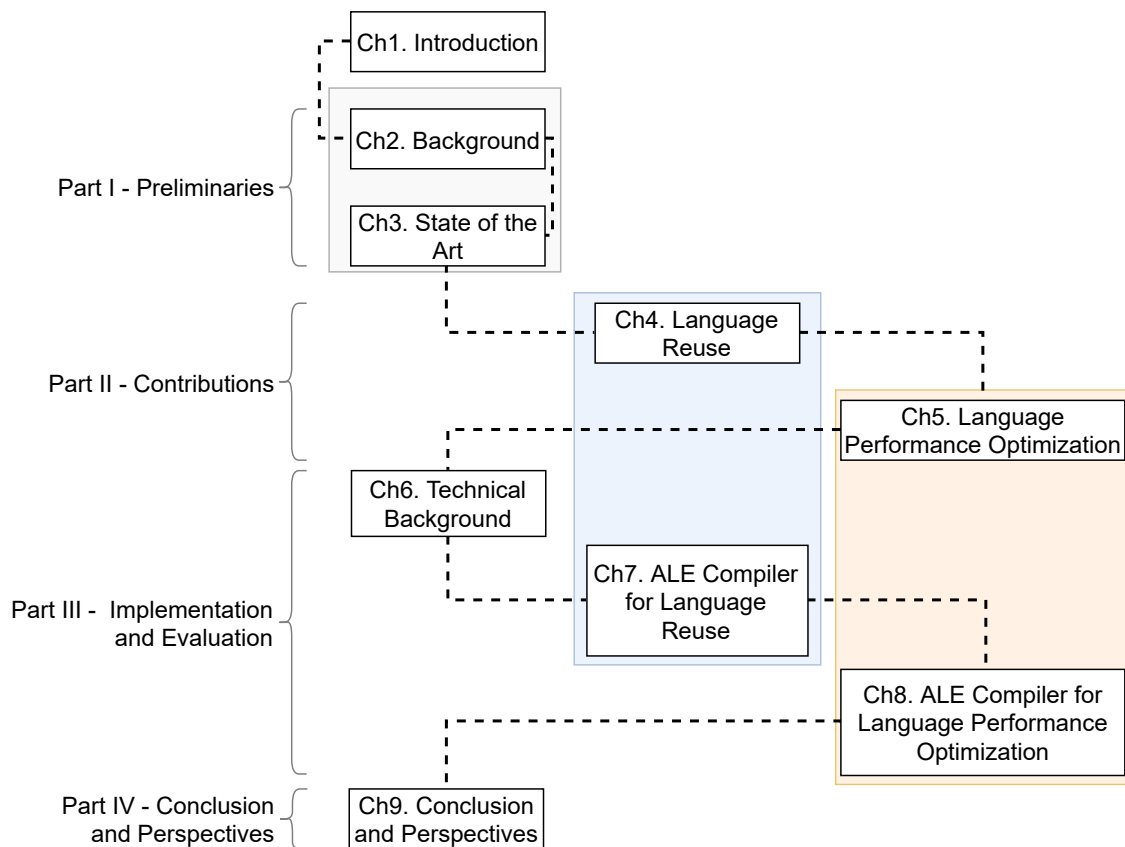 Ch1. Introduction
Part I - Preliminaries
Ch2. Background
Ch3. State of the
Art
Part II - Contributions
Ch4. Language
Reuse
Ch5. Language
Performance Optimization
Part III -  Implementation
and Evaluation
Ch6. Technical
Background
Ch7. ALE Compiler
for Language
Reuse
Ch8. ALE Compiler for
Language Performance
Optimization
Part IV - Conclusion
and Perspectives
Ch9. Conclusion
and Perspectives